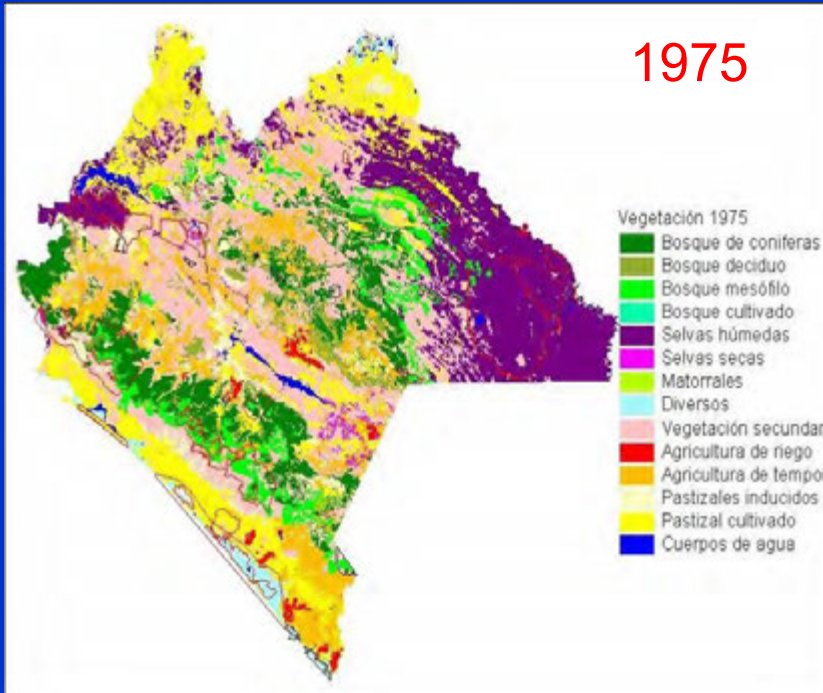 1975
Vegetación 1975
Bosque de coniferas
Bosque deciduo
Bosque mesófilo
Bosque cultivado
Selvas húmedas
Selvas secas
Matorrales
Diversos
Vegetación secundar
Agricultura de riego
Agricultura de tempo
Pastizales inducidos
Pastizal cultivado
Cuerpos de agua